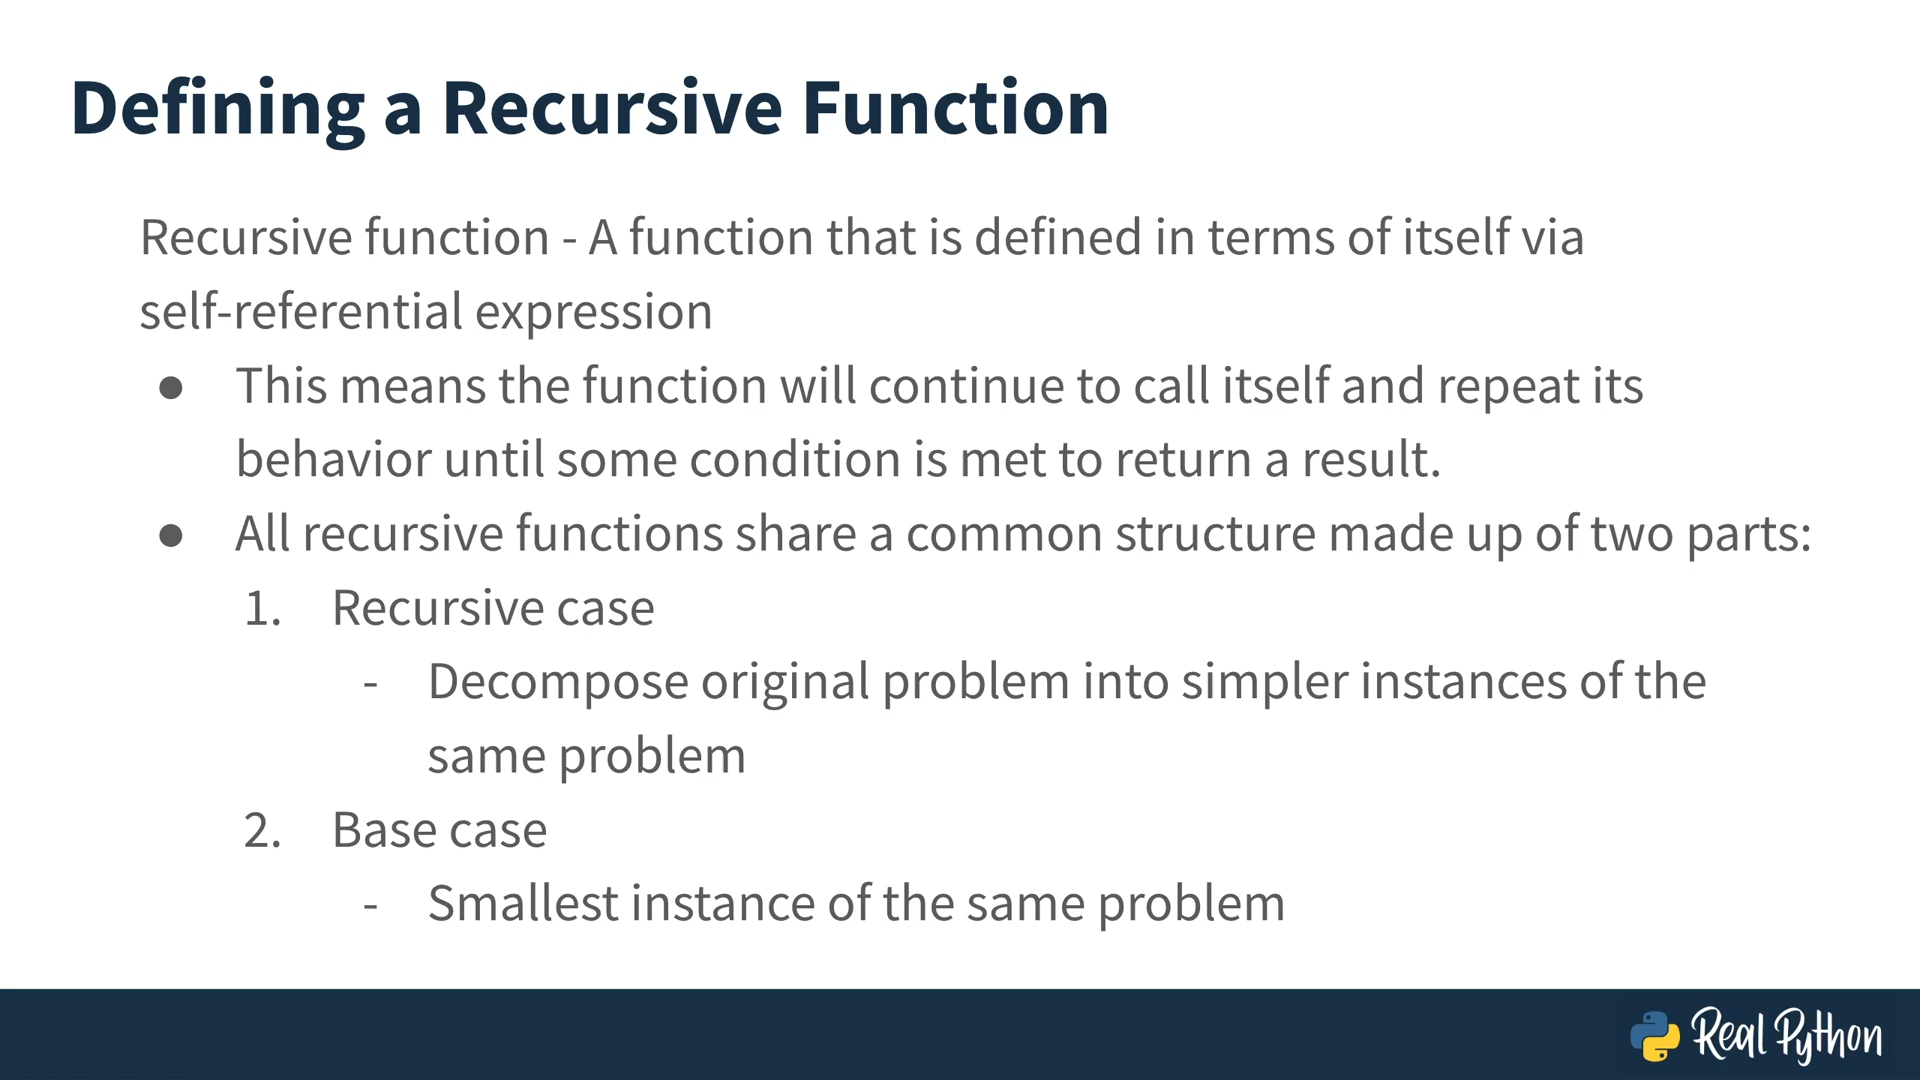 Defining a Recursive Function
Recursive function - A function that is defined in terms of itself via
self-referential expression
● This means the function will continue to call itself and repeat its
behavior until some condition is met to return a result.
● All recursive functions share a common structure made up of two parts:
1. Recursive case
- Decompose original problem into simpler instances of the
same problem
2. Base case
- Smallest instance of the same problem
Real Python